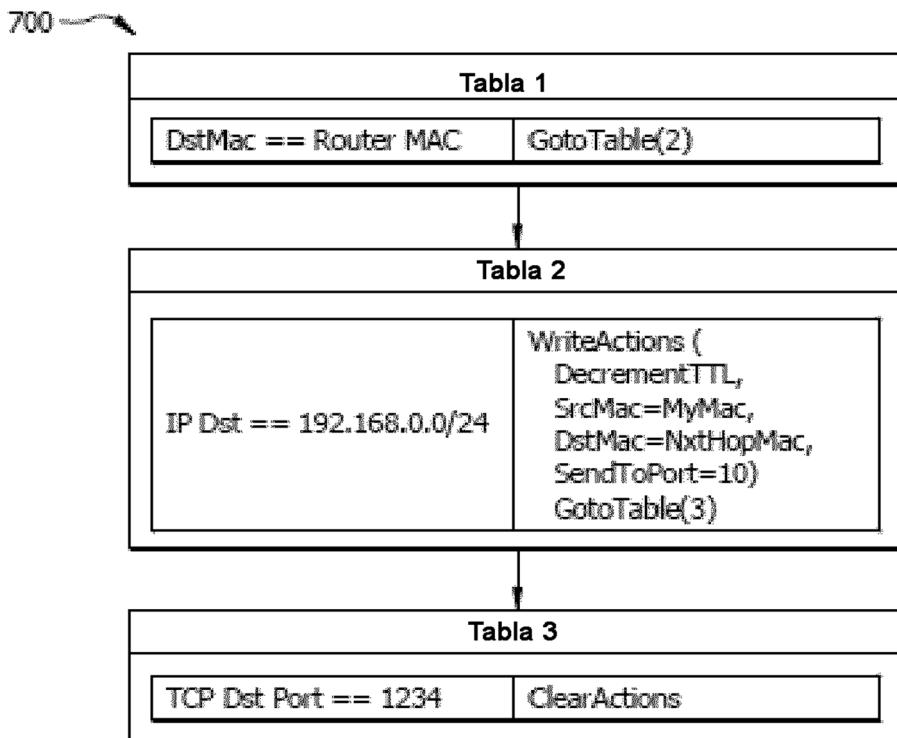 700
Tabla 1
DstMac == Router MAC GotoTable(2)
Tabla 2
IP Dst == 192.168.0.0/24
WriteActions (
DecrementTTL,
SrcMac=MyMac,
DstMac=NxtHopMac,
SendToPort=10)
GotoTable(3)
Tabla 3
TCP Dst Port == 1234 ClearActions